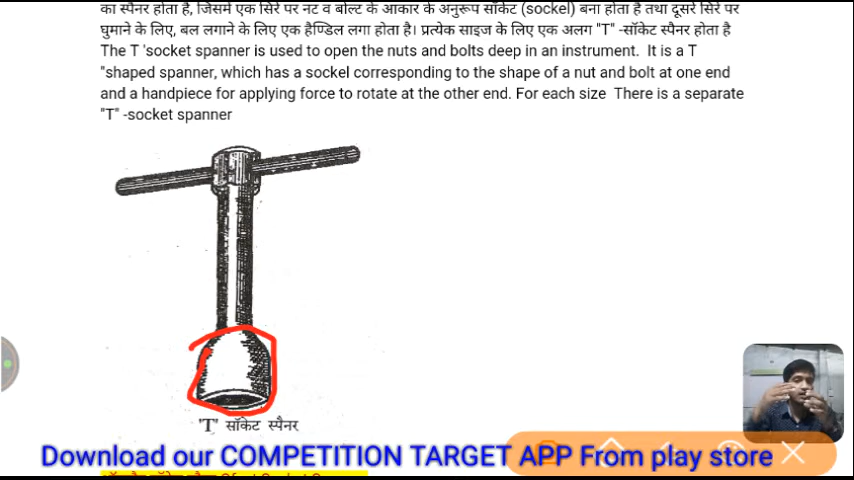 का स्पैनर होता है, जिसमें एक सिरे पर नट व बोल्ट के आकार के अनुरूप सॉकेट (sockel) बना होता है तथा दूसरे सिरे पर
घुमाने के लिए, बल लगाने के लिए एक हैण्डिल लगा होता है। प्रत्येक साइज के लिए एक अलग "T" -सॉकेट स्पैनर होता है
The T 'socket spanner is used to open the nuts and bolts deep in an instrument. It is a T
"shaped spanner, which has a sockel corresponding to the shape of a nut and bolt at one end
and a handpiece for applying force to rotate at the other end. For each size There is a separate
"T" -socket spanner
'T' सॉकेट स्पैनर
Download our COMPETITION TARGET APP From play store